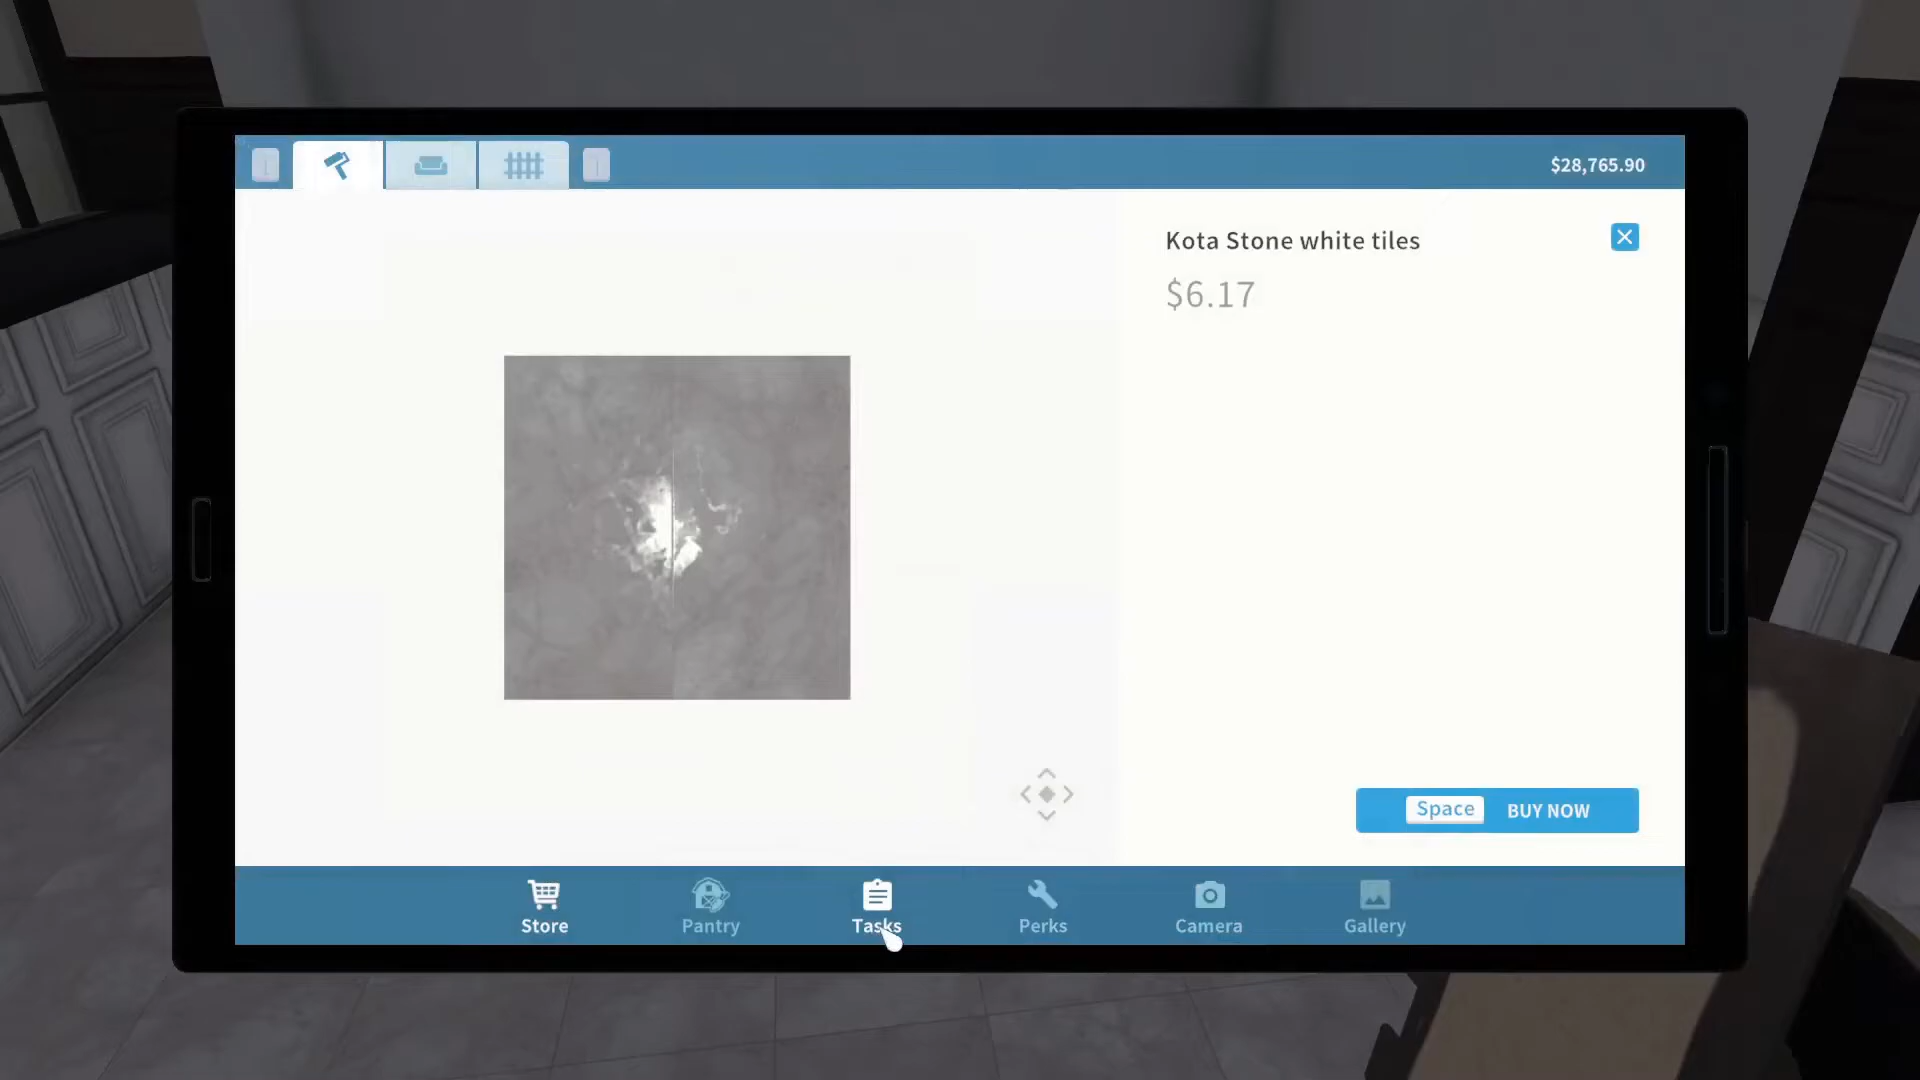 $28,765.90
Kota Stone white tiles
$6.17
Space BUY NOW
Store Pantry Tasks Perks Camera Gallery